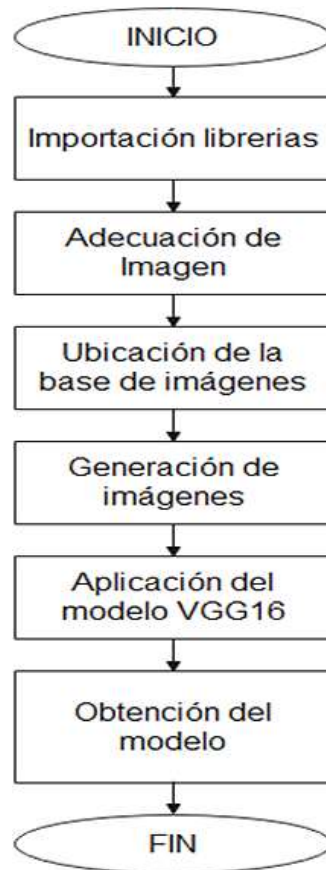 INICIO
Importación librerias
Adecuación de
Imagen
Ubicación de la
base de imágenes
Generación de
imágenes
Aplicación del
modelo VGG16
Obtención del
modelo
FIN